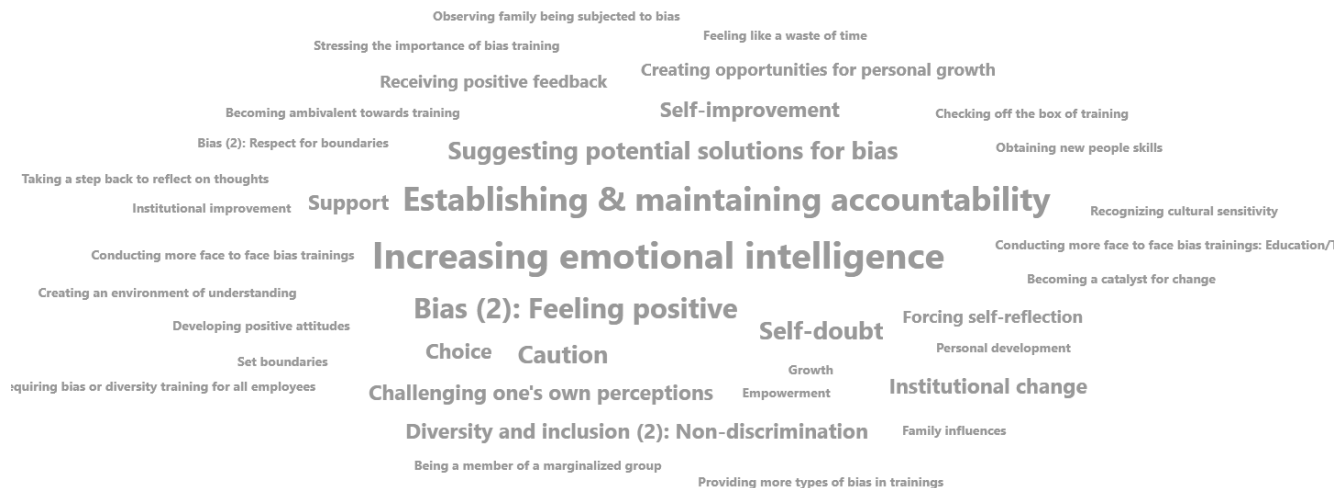 Observing family being subjected to bias
Feeling like a waste of time
Stressing the importance of bias training
Creating opportunities for personal growth
Receiving positive feedback
Self-improvement
Becoming ambivalent towards training
Checking off the box of training
Bias (2): Respect for boundaries
Suggesting potential solutions for bias
Obtaining new people skills
Taking a step back to reflect on thoughts
Institutional improvement
Support
Establishing & maintaining accountability
Recognizing cultural sensitivity
Conducting more face to face bias trainings
Increasing emotional intelligence
Conducting more face to face bias trainings: Education/T
Becoming a catalyst for change
Creating an environment of understanding
Bias (2): Feeling positive
Developing positive attitudes
Self-doubt
Forcing self-reflection
Set boundaries
Choice
Caution
Personal development
Growth
equiring bias or diversity training for all employees
Challenging one's own perceptions
Empowerment
Institutional change
Diversity and inclusion (2): Non-discrimination
Family influences
Being a member of a marginalized group
Providing more types of bias in trainings